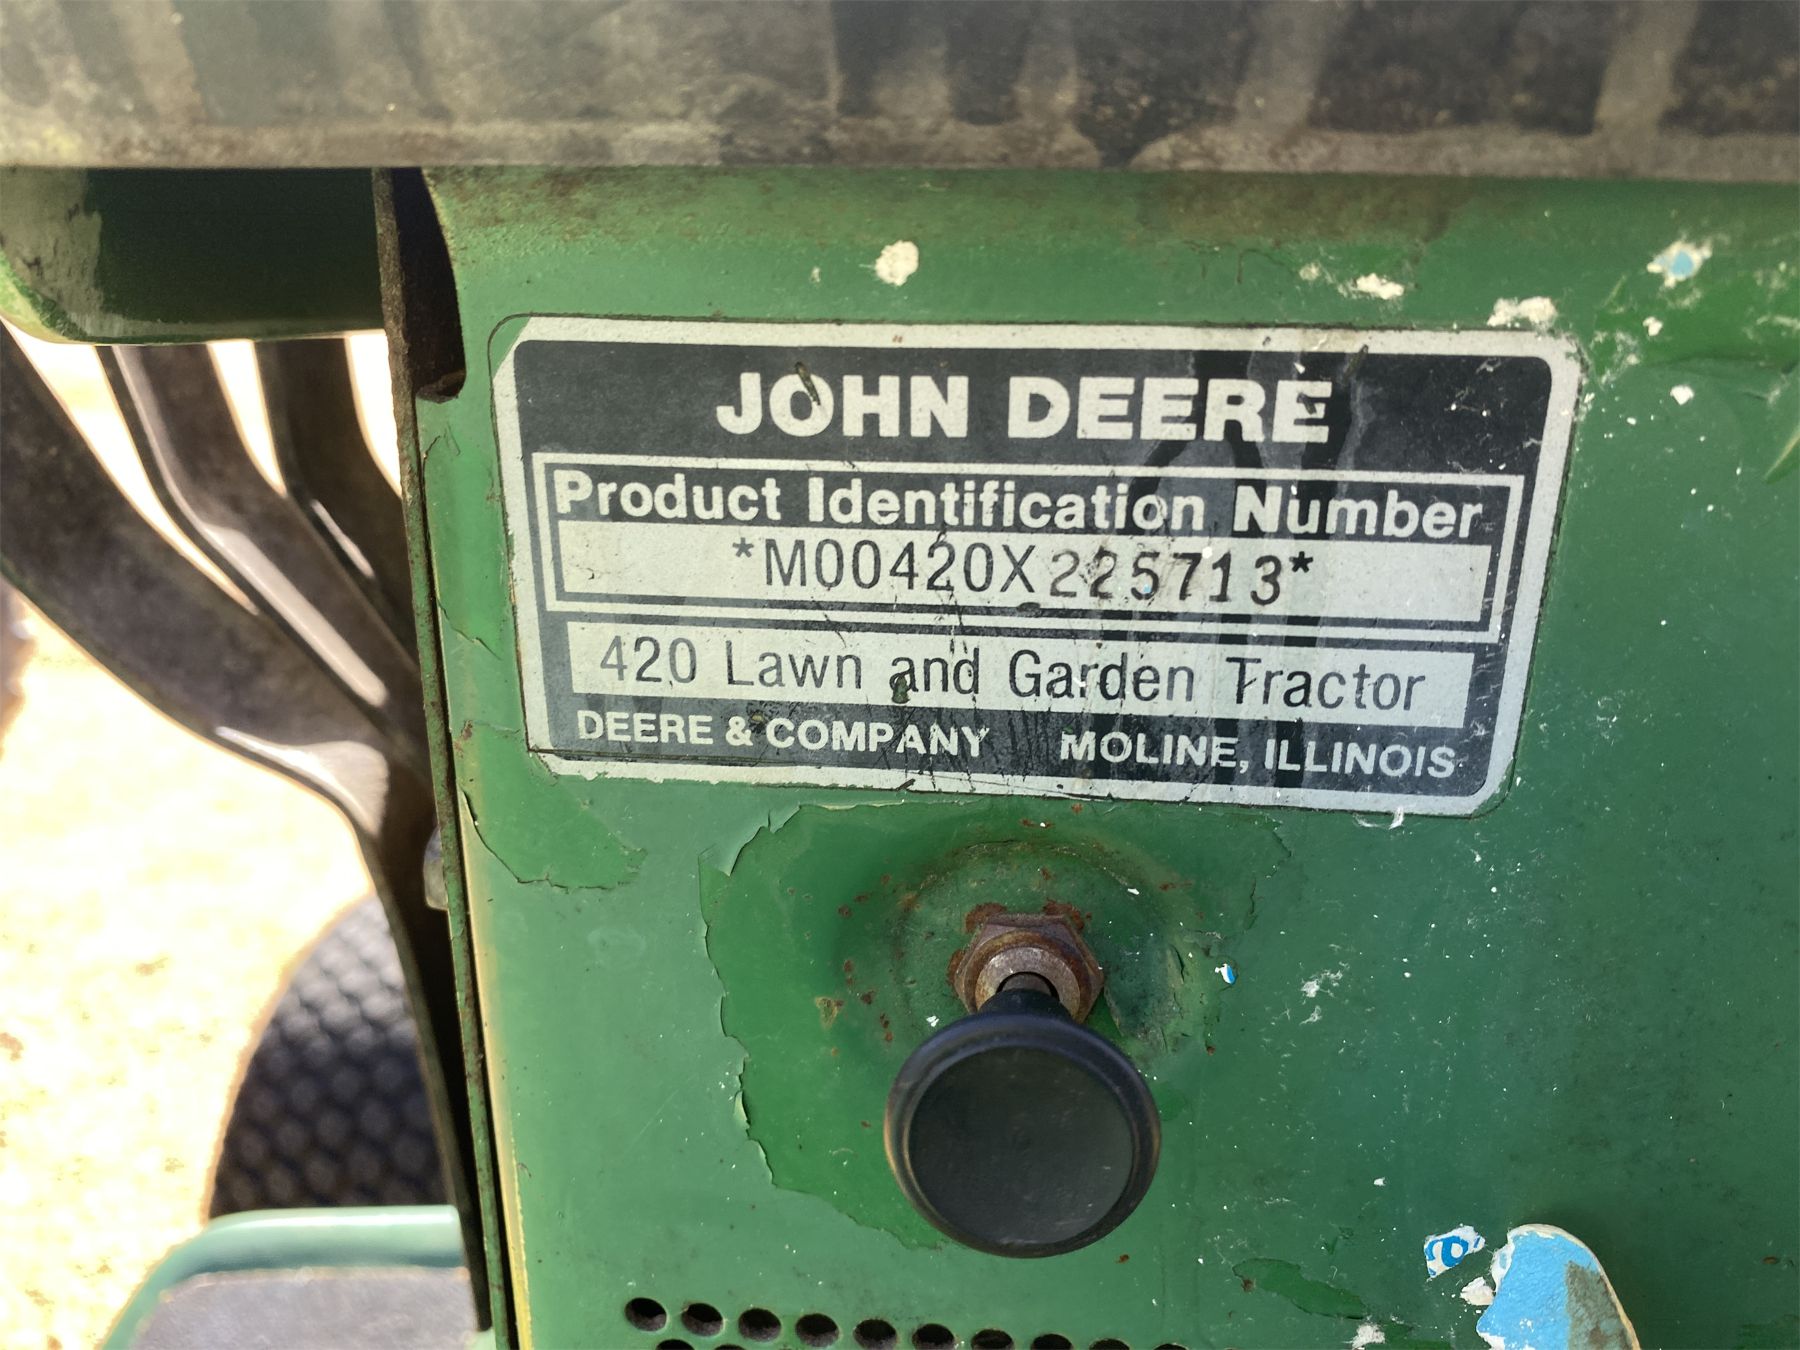 JOHN DEERE
Product Identification Number
*M00420X225713*
420 Lawn and Garden Tractor
DEERE & COMPANY MOLINE, ILLINOIS